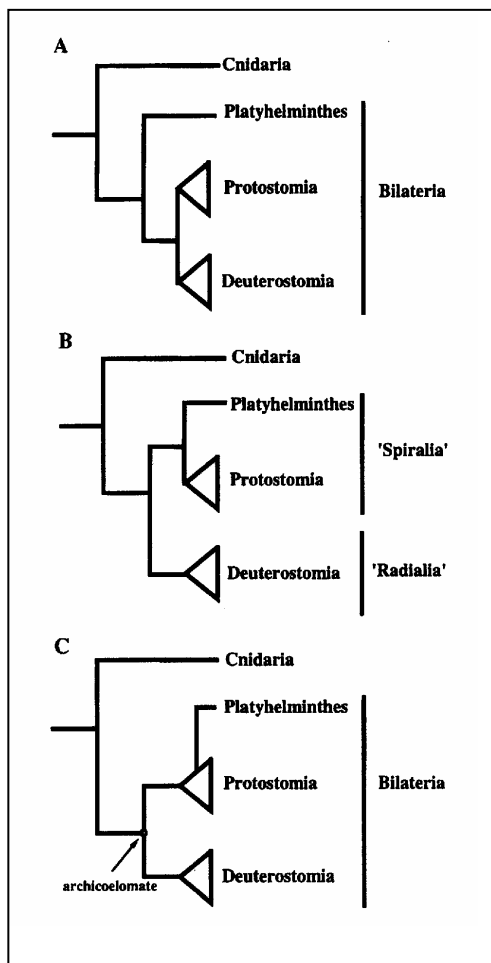 A
Cnidaria
Platyhelminthes
Protostomia
Bilateria
Deuterostomia
B
Cnidaria
Platyhelminthes
'Spiralia'
Protostomia
Deuterostomia
'Radialia'
C
Cnidaria
Platyhelminthes
Protostomia
Bilateria
archicoelomate
Deuterostomia